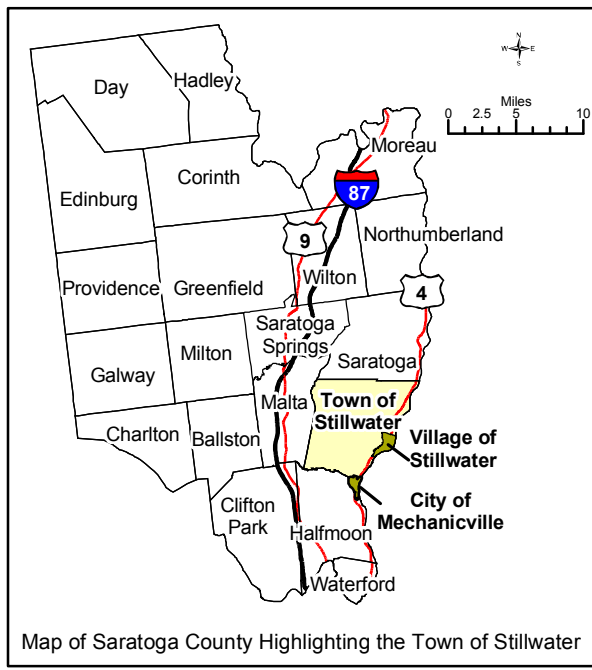 N
W E
S
Miles
0 2.5 5 10
Day
Hadley
Moreau
Corinth
87
Edinburg
Northumberland
9
Wilton
Providence
Greenfield
4
Saratoga
Springs
Milton
Saratoga
Galway
Malta
Town of
Stillwater
Charlton
Ballston
Village of
Stillwater
Clifton
Park
City of
Mechanicville
Halfmoon
Waterford
Map of Saratoga County Highlighting the Town of Stillwater